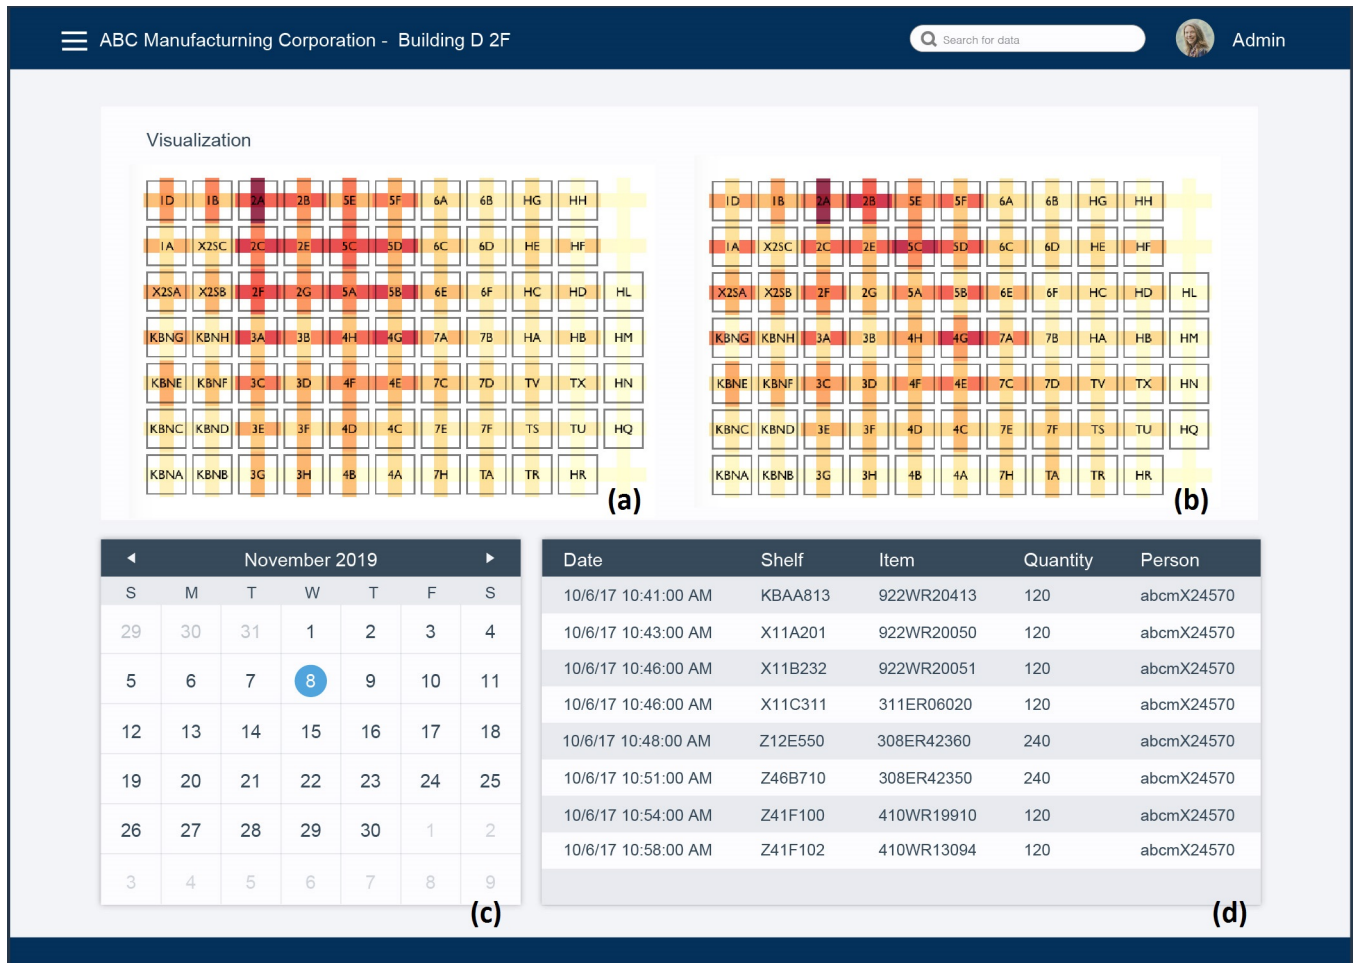 ABC Manufacturning Corporation - Building D 2F
Search for data
Admin
Visualization
1D 1B 2A 2B 5E 5F 6A 6B HG HH
1A X2SC 2C 2E 5C 5D 6C 6D HE HF
X2SA X2SB 2F 2G 5A 5B 6E 6F HC HD HL
KBNG KBNH 3A 3B 4H 4G 7A 7B HA HB HM
KBNE KBNF 3C 3D 4F 4E 7C 7D TV TX HN
KBNC KBND 3E 3F 4D 4C 7E 7F TS TU HQ
KBNA KBNB 3G 3H 4B 4A 7H TA TR HR
(a)
1D 1B 2A 2B 5E 5F 6A 6B HG HH
1A X2SC 2C 2E 5C 5D 6C 6D HE HF
X2SA X2SB 2F 2G 5A 5B 6E 6F HC HD HL
KBNG KBNH 3A 3B 4H 4G 7A 7B HA HB HM
KBNE KBNF 3C 3D 4F 4E 7C 7D TV TX HN
KBNC KBND 3E 3F 4D 4C 7E 7F TS TU HQ
KBNA KBNB 3G 3H 4B 4A 7H TA TR HR
(b)
November 2019
S M T W T F S
29 30 31 1 2 3 4
5 6 7 8 9 10 11
12 13 14 15 16 17 18
19 20 21 22 23 24 25
26 27 28 29 30 1 2
3 4 5 6 7 8 9
(c)
Date Shelf Item Quantity Person
10/6/17 10:41:00 AM KBAA813 922WR20413 120 abcmX24570
10/6/17 10:43:00 AM X11A201 922WR20050 120 abcmX24570
10/6/17 10:46:00 AM X11B232 922WR20051 120 abcmX24570
10/6/17 10:46:00 AM X11C311 311ER06020 120 abcmX24570
10/6/17 10:48:00 AM Z12E550 308ER42360 240 abcmX24570
10/6/17 10:51:00 AM Z46B710 308ER42350 240 abcmX24570
10/6/17 10:54:00 AM Z41F100 410WR19910 120 abcmX24570
10/6/17 10:58:00 AM Z41F102 410WR13094 120 abcmX24570
(d)